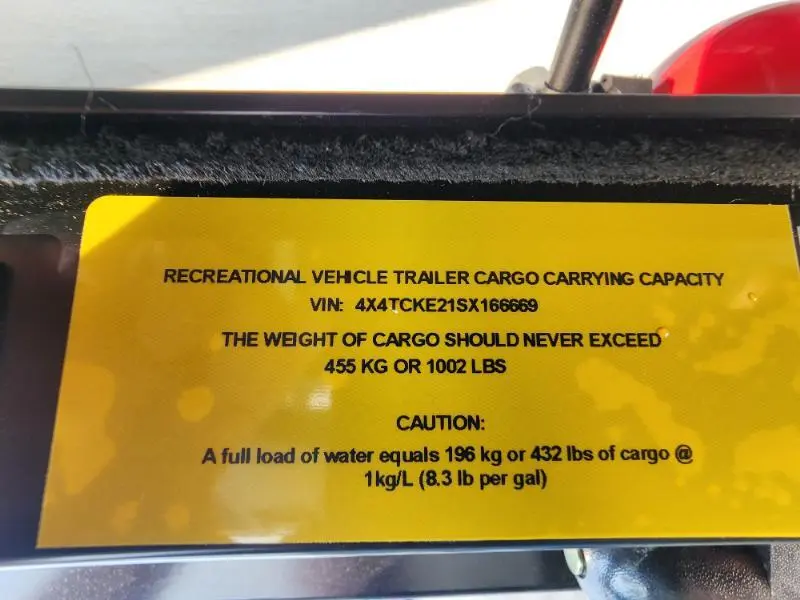 RECREATIONAL VEHICLE TRAILER CARGO CARRYING CAPACITY
VIN: 4X4TCKE21SX166669
THE WEIGHT OF CARGO SHOULD NEVER EXCEED
455 KG OR 1002 LBS
CAUTION:
A full load of water equals 196 kg or 432 lbs of cargo @
1kg/L (8.3 lb per gal)